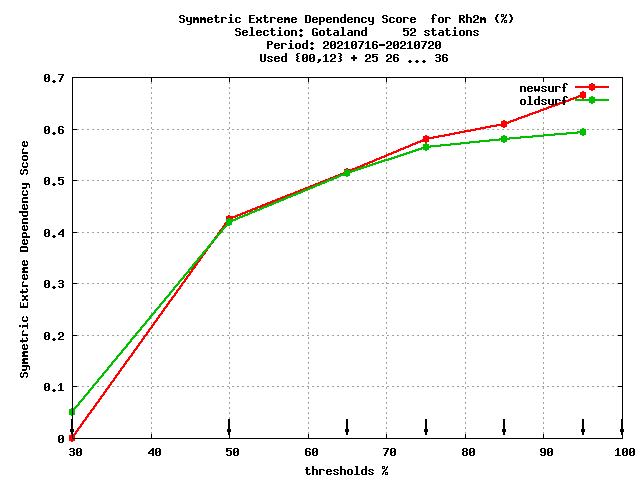 Symmetric Extreme Dependency Score  for Rh2m (%)
Selection: Gotaland     52 stations
Period: 20210716-20210720
Used {00,12} + 25 26 ... 36
newsurf
oldsurf
Symmetric Extreme Dependency Score
0.7
0.6
0.5
0.4
0.3
0.2
0.1
0
30 40 50 60 70 80 90 100
thresholds %